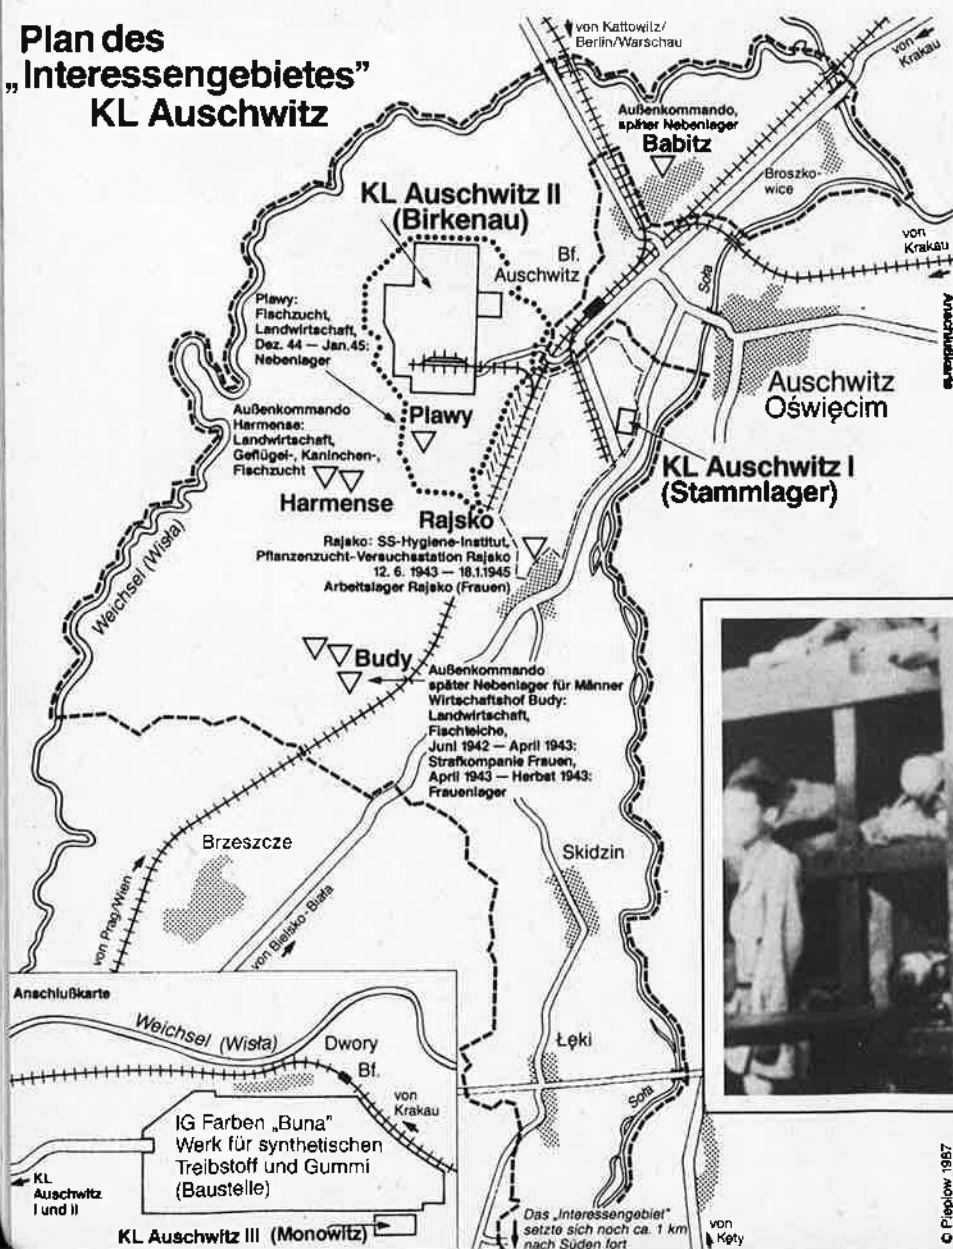 Plan des
„Interessengebietes”
KL Auschwitz
von Kattowitz/
Berlin/Warschau
von
Krakau
Außenkommando,
später Nebenlager
Babitz
Broszko-
wice
von
Krakau
KL Auschwitz II
(Birkenau)
Bf.
Auschwitz
Soła
Anschlußkarte
Plawy:
Fischzucht,
Landwirtschaft,
Dez. 44 — Jan.45:
Nebenlager
Auschwitz
Oświęcim
Außenkommando
Harmense:
Landwirtschaft,
Geflügel-, Kaninchen-,
Fischzucht
Plawy
Harmense
KL Auschwitz I
(Stammlager)
Rajsko
Rajsko: SS-Hygiene-Institut,
Pflanzenzucht-Versuchsstation Rajsko
12. 6. 1943 — 18.1.1945
Arbeitslager Rajsko (Frauen)
Weichsel (Wisła)
Budy
Außenkommando
später Nebenlager für Männer
Wirtschaftshof Budy:
Landwirtschaft,
Fischteiche,
Juni 1942 — April 1943:
Strafkompanie Frauen,
April 1943 — Herbst 1943:
Frauenlager
Brzeszcze
Skidzin
von Prag/Wien
von Bielsko-Biała
Łęki
Soła
Anschlußkarte
Weichsel (Wisła)
Dwory
Bf.
von
Krakau
IG Farben „Buna”
Werk für synthetischen
Treibstoff und Gummi
(Baustelle)
KL
Auschwitz
I und II
KL Auschwitz III (Monowitz)
Das „Interessengebiet”
setzte sich noch ca. 1 km
nach Süden fort
von
Kęty
© Pieplow 1987